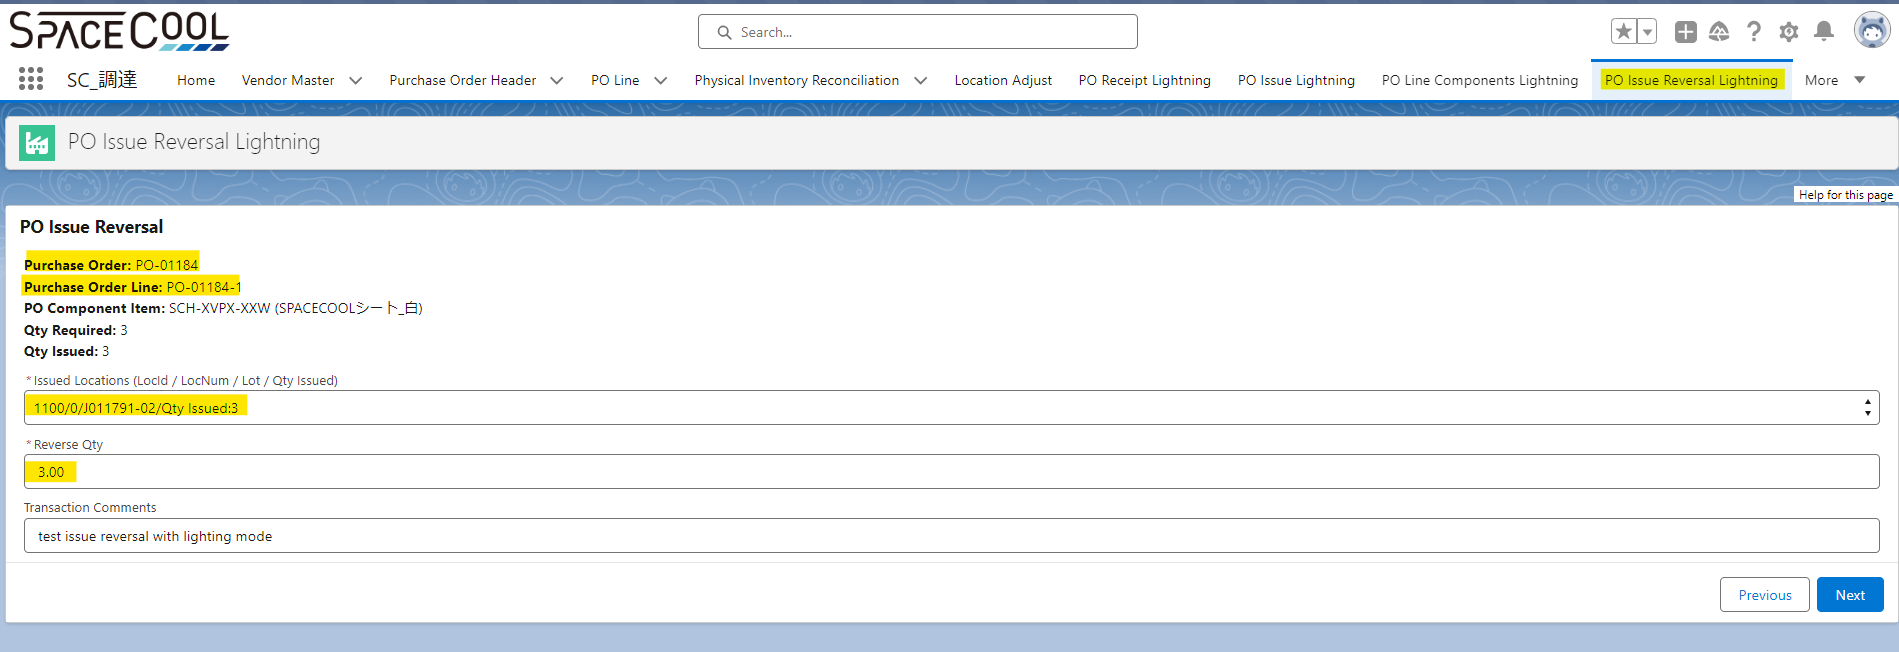 SPACECOOL
Search...
SC_調達
Home
Vendor Master
Purchase Order Header
PO Line
Physical Inventory Reconciliation
Location Adjust
PO Receipt Lightning
PO Issue Lightning
PO Line Components Lightning
PO Issue Reversal Lightning
More
PO Issue Reversal Lightning
Help for this page
PO Issue Reversal
Purchase Order: PO-01184
Purchase Order Line: PO-01184-1
PO Component Item: SCH-XVPX-XXW (SPACECOOLシート_白)
Qty Required: 3
Qty Issued: 3
*Issued Locations (LocId / LocNum / Lot / Qty Issued)
1100/0/J011791-02/Qty Issued:3
*Reverse Qty
3.00
Transaction Comments
test issue reversal with lighting mode
Previous
Next